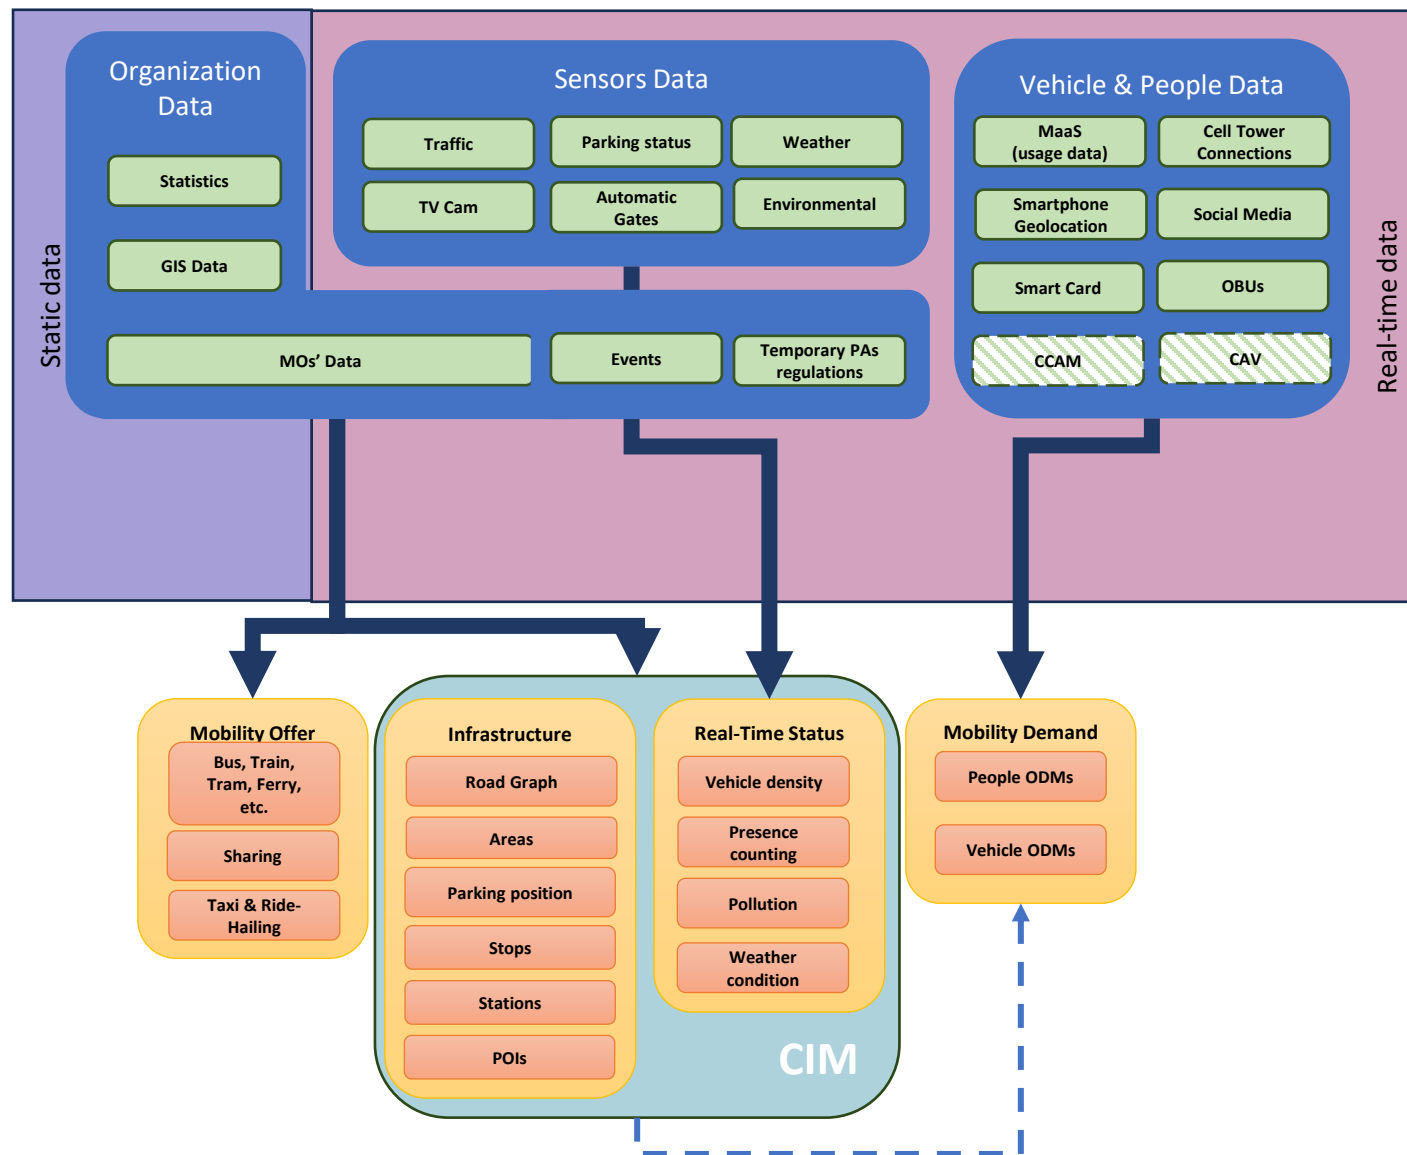 Organization
Data
Statistics
GIS Data
Static data
Sensors Data
Traffic
Parking status
Weather
TV Cam
Automatic
Gates
Environmental
MOs’ Data
Events
Temporary PAs
regulations
Vehicle & People Data
MaaS
(usage data)
Cell Tower
Connections
Smartphone
Geolocation
Social Media
Smart Card
OBUs
CCAM
CAV
Real-time data
Mobility Offer
Bus, Train,
Tram, Ferry,
etc.
Sharing
Taxi & Ride-
Hailing
Infrastructure
Road Graph
Areas
Parking position
Stops
Stations
POIs
Real-Time Status
Vehicle density
Presence
counting
Pollution
Weather
condition
CIM
Mobility Demand
People ODMs
Vehicle ODMs